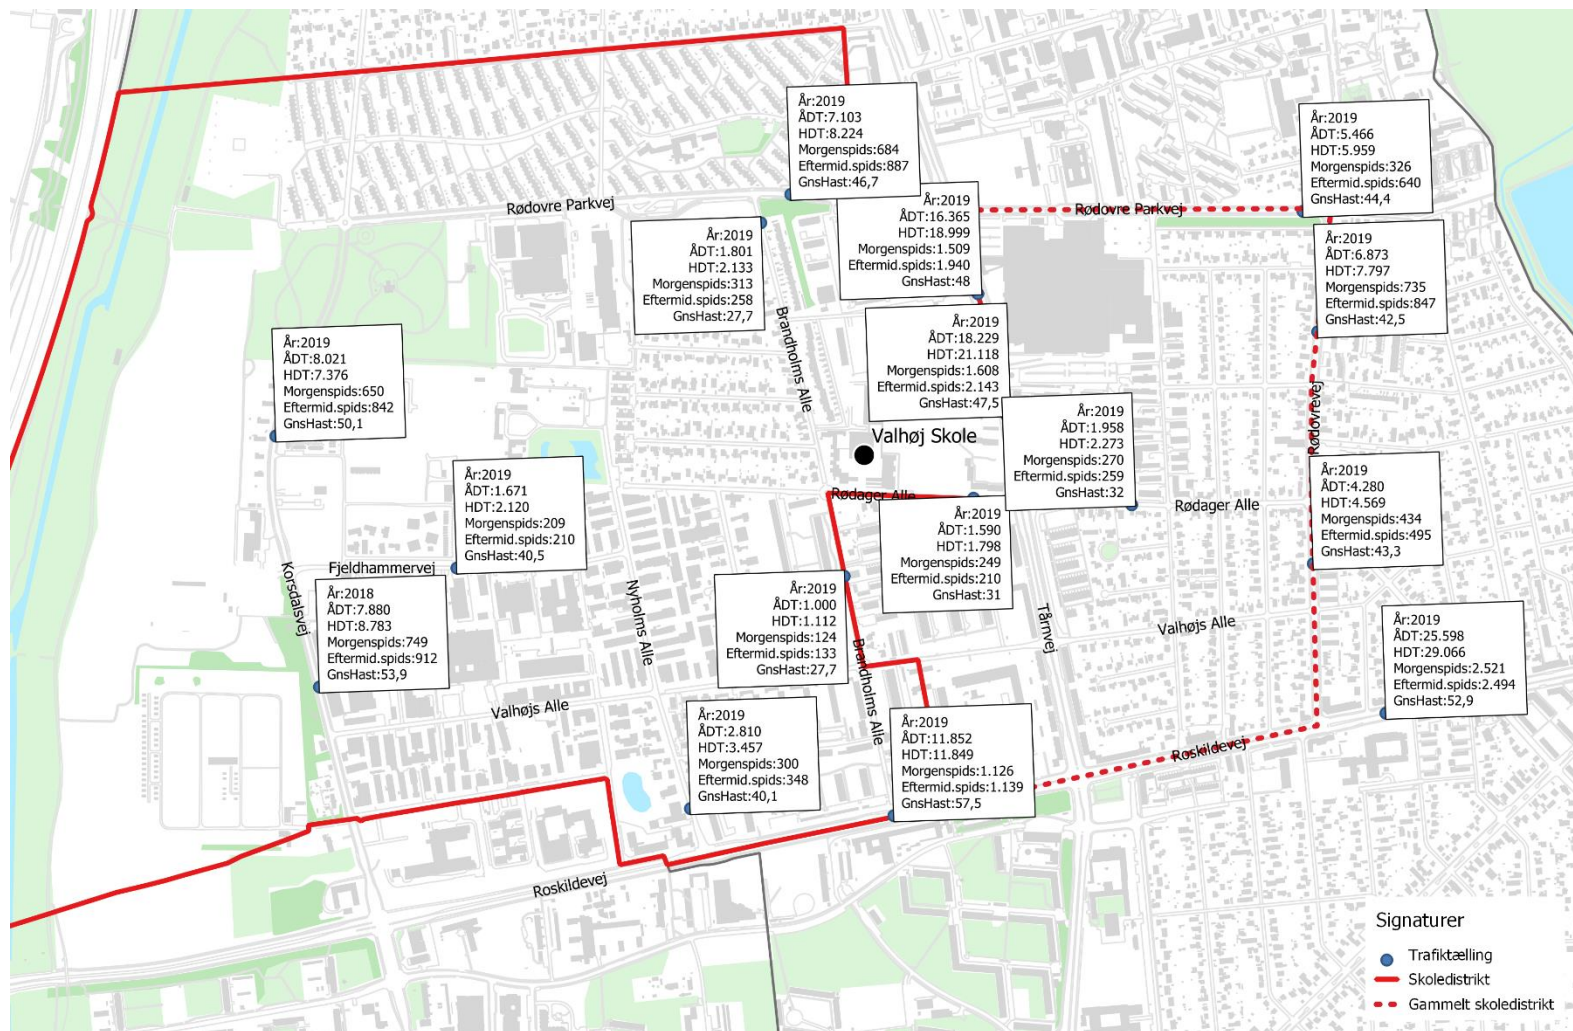 År:2019
ÅDT:7.103
HDT:8.224
Morgenspids:684
Eftermid.spids:887
GnsHast:46,7
År:2019
ÅDT:5.466
HDT:5.959
Morgenspids:326
Eftermid.spids:640
GnsHast:44,4
Rødovre Parkvej
År:2019
ÅDT:16.365
HDT:18.999
Morgenspids:1.509
Eftermid.spids:1.940
GnsHast:48
Rødovre Parkvej
År:2019
ÅDT:1.801
HDT:2.133
Morgenspids:313
Eftermid.spids:258
GnsHast:27,7
År:2019
ÅDT:6.873
HDT:7.797
Morgenspids:735
Eftermid.spids:847
GnsHast:42,5
Brandholms Alle
År:2019
ÅDT:18.229
HDT:21.118
Morgenspids:1.608
Eftermid.spids:2.143
GnsHast:47,5
År:2019
ÅDT:8.021
HDT:7.376
Morgenspids:650
Eftermid.spids:842
GnsHast:50,1
Rødovrevej
Valhøj Skole
År:2019
ÅDT:1.958
HDT:2.273
Morgenspids:270
Eftermid.spids:259
GnsHast:32
År:2019
ÅDT:1.671
HDT:2.120
Morgenspids:209
Eftermid.spids:210
GnsHast:40,5
Rødager Alle
Rødager Alle
År:2019
ÅDT:4.280
HDT:4.569
Morgenspids:434
Eftermid.spids:495
GnsHast:43,3
År:2019
ÅDT:1.590
HDT:1.798
Morgenspids:249
Eftermid.spids:210
GnsHast:31
Fjeldhammervej
Korsdalsvej
År:2018
ÅDT:7.880
HDT:8.783
Morgenspids:749
Eftermid.spids:912
GnsHast:53,9
Nyholms Alle
År:2019
ÅDT:1.000
HDT:1.112
Morgenspids:124
Eftermid.spids:133
GnsHast:27,7
Brandholms Alle
Tårnvej
Valhøjs Alle
År:2019
ÅDT:25.598
HDT:29.066
Morgenspids:2.521
Eftermid.spids:2.494
GnsHast:52,9
Valhøjs Alle
År:2019
ÅDT:2.810
HDT:3.457
Morgenspids:300
Eftermid.spids:348
GnsHast:40,1
År:2019
ÅDT:11.852
HDT:11.849
Morgenspids:1.126
Eftermid.spids:1.139
GnsHast:57,5
Roskildevej
Roskildevej
Signaturer
Trafiktælling
Skoledistrikt
Gammelt skoledistrikt